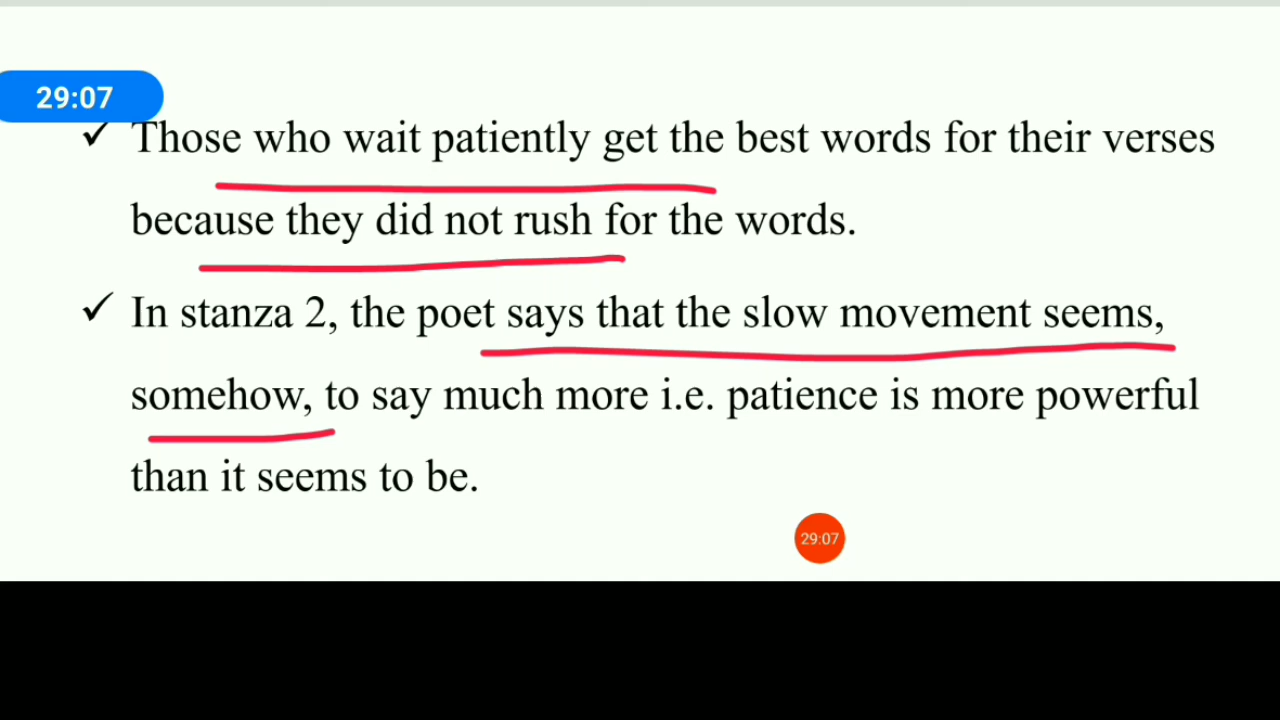 29:07
✓ Those who wait patiently get the best words for their verses
because they did not rush for the words.
✓ In stanza 2, the poet says that the slow movement seems,
somehow, to say much more i.e. patience is more powerful
than it seems to be.
29:07